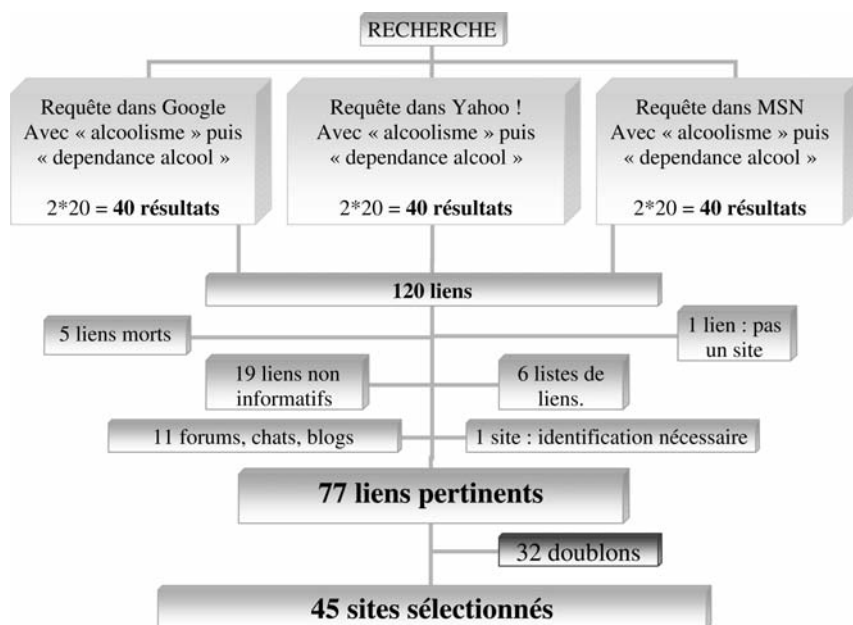 RECHERCHE
Requête dans Google
Avec « alcoolisme » puis
« dependance alcool »
2*20 = 40 résultats
Requête dans Yahoo !
Avec « alcoolisme » puis
« dependance alcool »
2*20 = 40 résultats
Requête dans MSN
Avec « alcoolisme » puis
« dependance alcool »
2*20 = 40 résultats
120 liens
5 liens morts
1 lien : pas
un site
19 liens non
informatifs
6 listes de
liens.
11 forums, chats, blogs
1 site : identification nécessaire
77 liens pertinents
32 doublons
45 sites sélectionnés